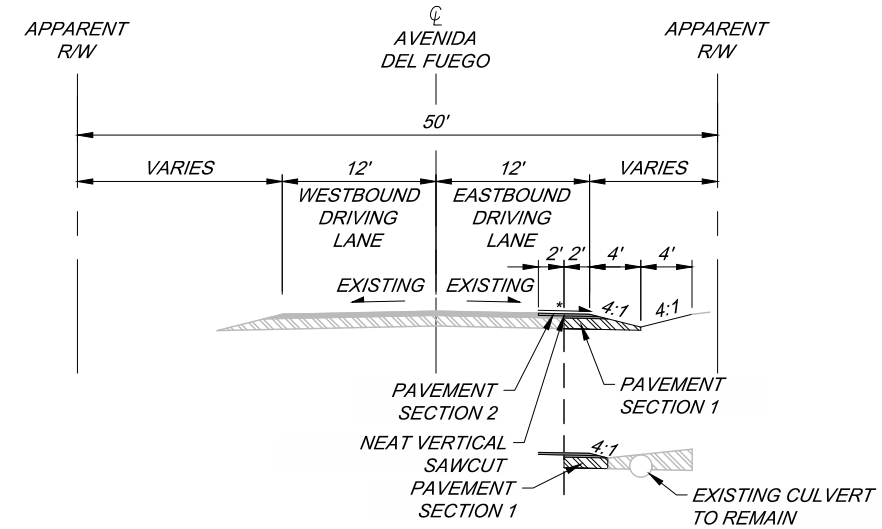 ℄
APPARENT
R/W
AVENIDA
DEL FUEGO
APPARENT
R/W
50'
VARIES
12'
12'
VARIES
WESTBOUND
DRIVING
LANE
EASTBOUND
DRIVING
LANE
2'
2'
4'
4'
EXISTING
EXISTING
*
4:1
4:1
PAVEMENT
SECTION 2
PAVEMENT
SECTION 1
NEAT VERTICAL
SAWCUT
4:1
PAVEMENT
SECTION 1
EXISTING CULVERT
TO REMAIN